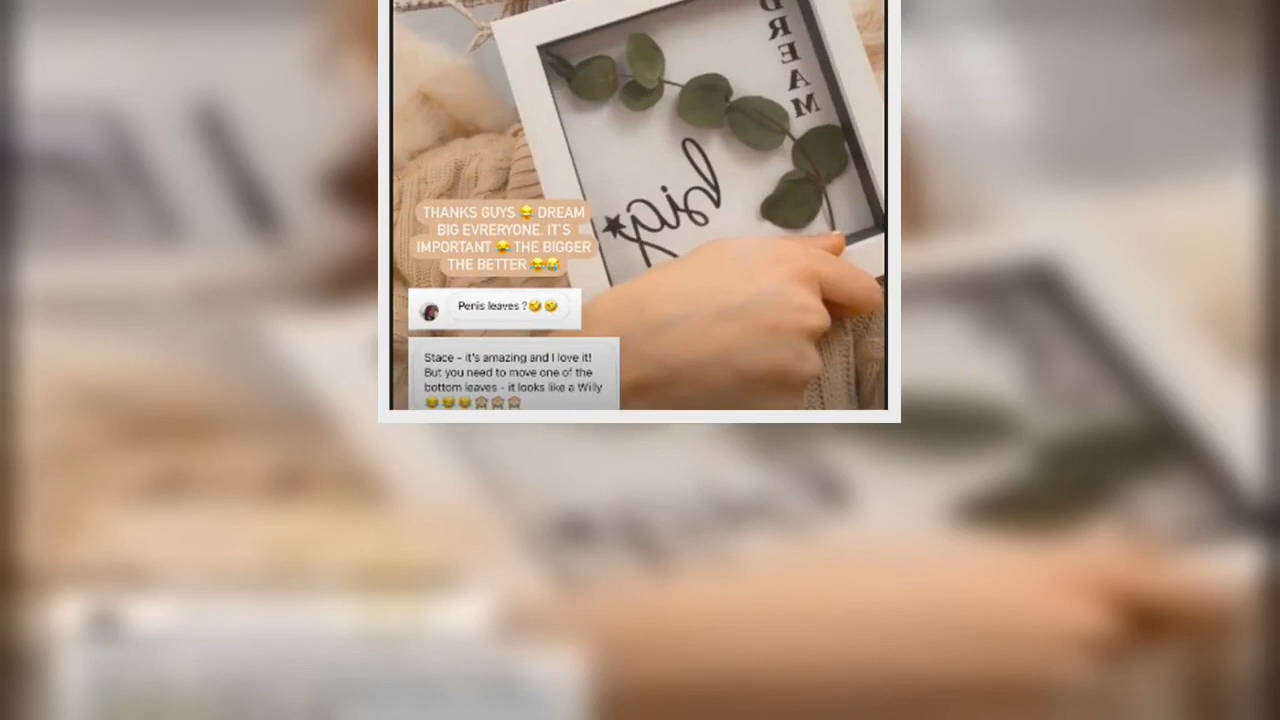 DREAM
big
THANKS GUYS 😂 DREAM
BIG EVRERYONE. IT'S
IMPORTANT 😂 THE BIGGER
THE BETTER 😂😂
Penis leaves ?🤣🤣
Stace - it's amazing and I love it!
But you need to move one of the
bottom leaves - it looks like a Willy
😂😂😂🙈🙈🙈